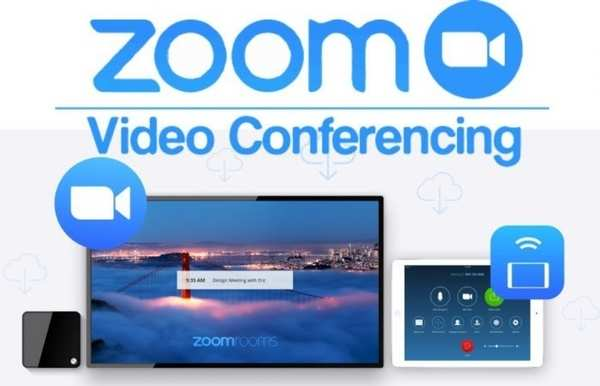 zoom
Video Conferencing
9:35 AM Design Meeting with Eric
zoomrooms